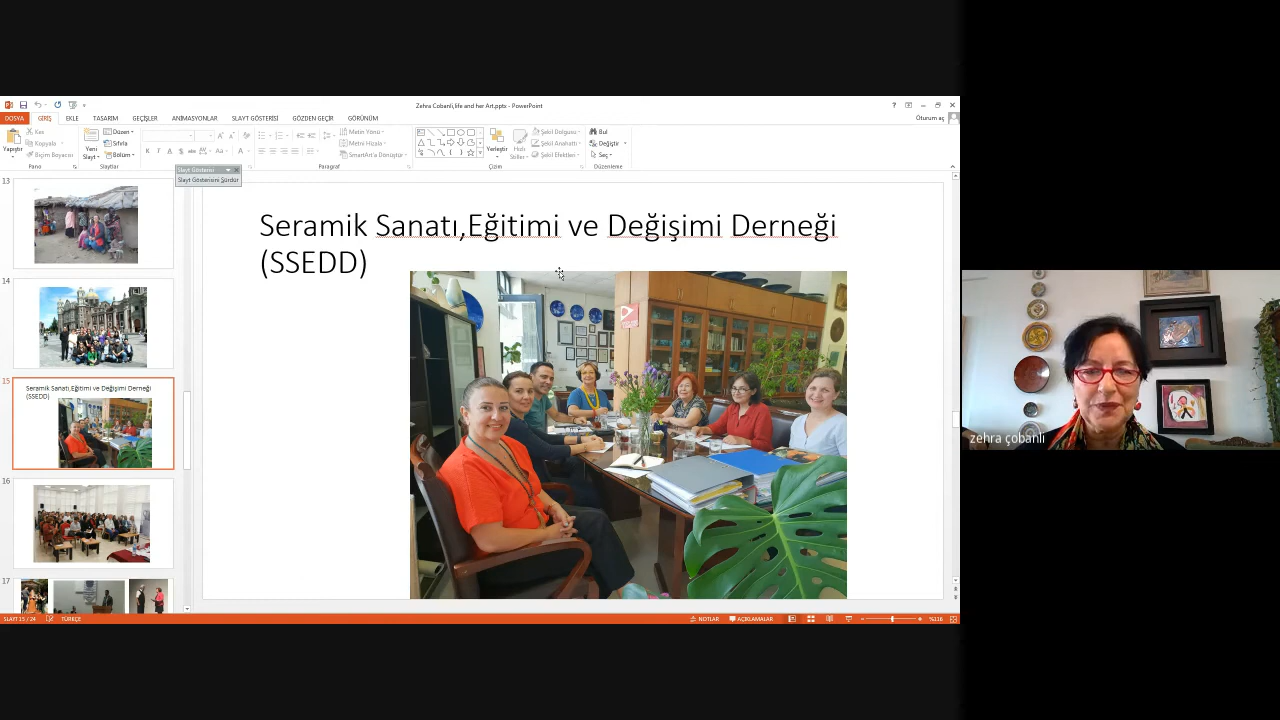 Zehra Cobanli,life and her Art.pptx - PowerPoint
DOSYA GİRİŞ EKLE TASARIM GEÇİŞLER ANİMASYONLAR SLAYT GÖSTERİSİ GÖZDEN GEÇİR GÖRÜNÜM Oturum aç
Yapıştır
Kes
Kopyala
Biçim Boyacısı
Pano
Yeni
Slayt
Düzen
Sıfırla
Bölüm
Slaytlar
Metin Yönü
Metni Hizala
SmartArt'a Dönüştür
Paragraf
Yerleştir
Hızlı
Stiller
Şekil Dolgusu
Şekil Anahattı
Şekil Efektleri
Çizim
Bul
Değiştir
Seç
Düzenleme
Slayt Gösterisi
Slayt Gösterisini Sürdür
13
14
15
Seramik Sanatı,Eğitimi ve Değişimi Derneği
(SSEDD)
16
17
Seramik Sanatı,Eğitimi ve Değişimi Derneği
(SSEDD)
zehra çobanlı
SLAYT 15 / 24 TÜRKÇE NOTLAR AÇIKLAMALAR %116